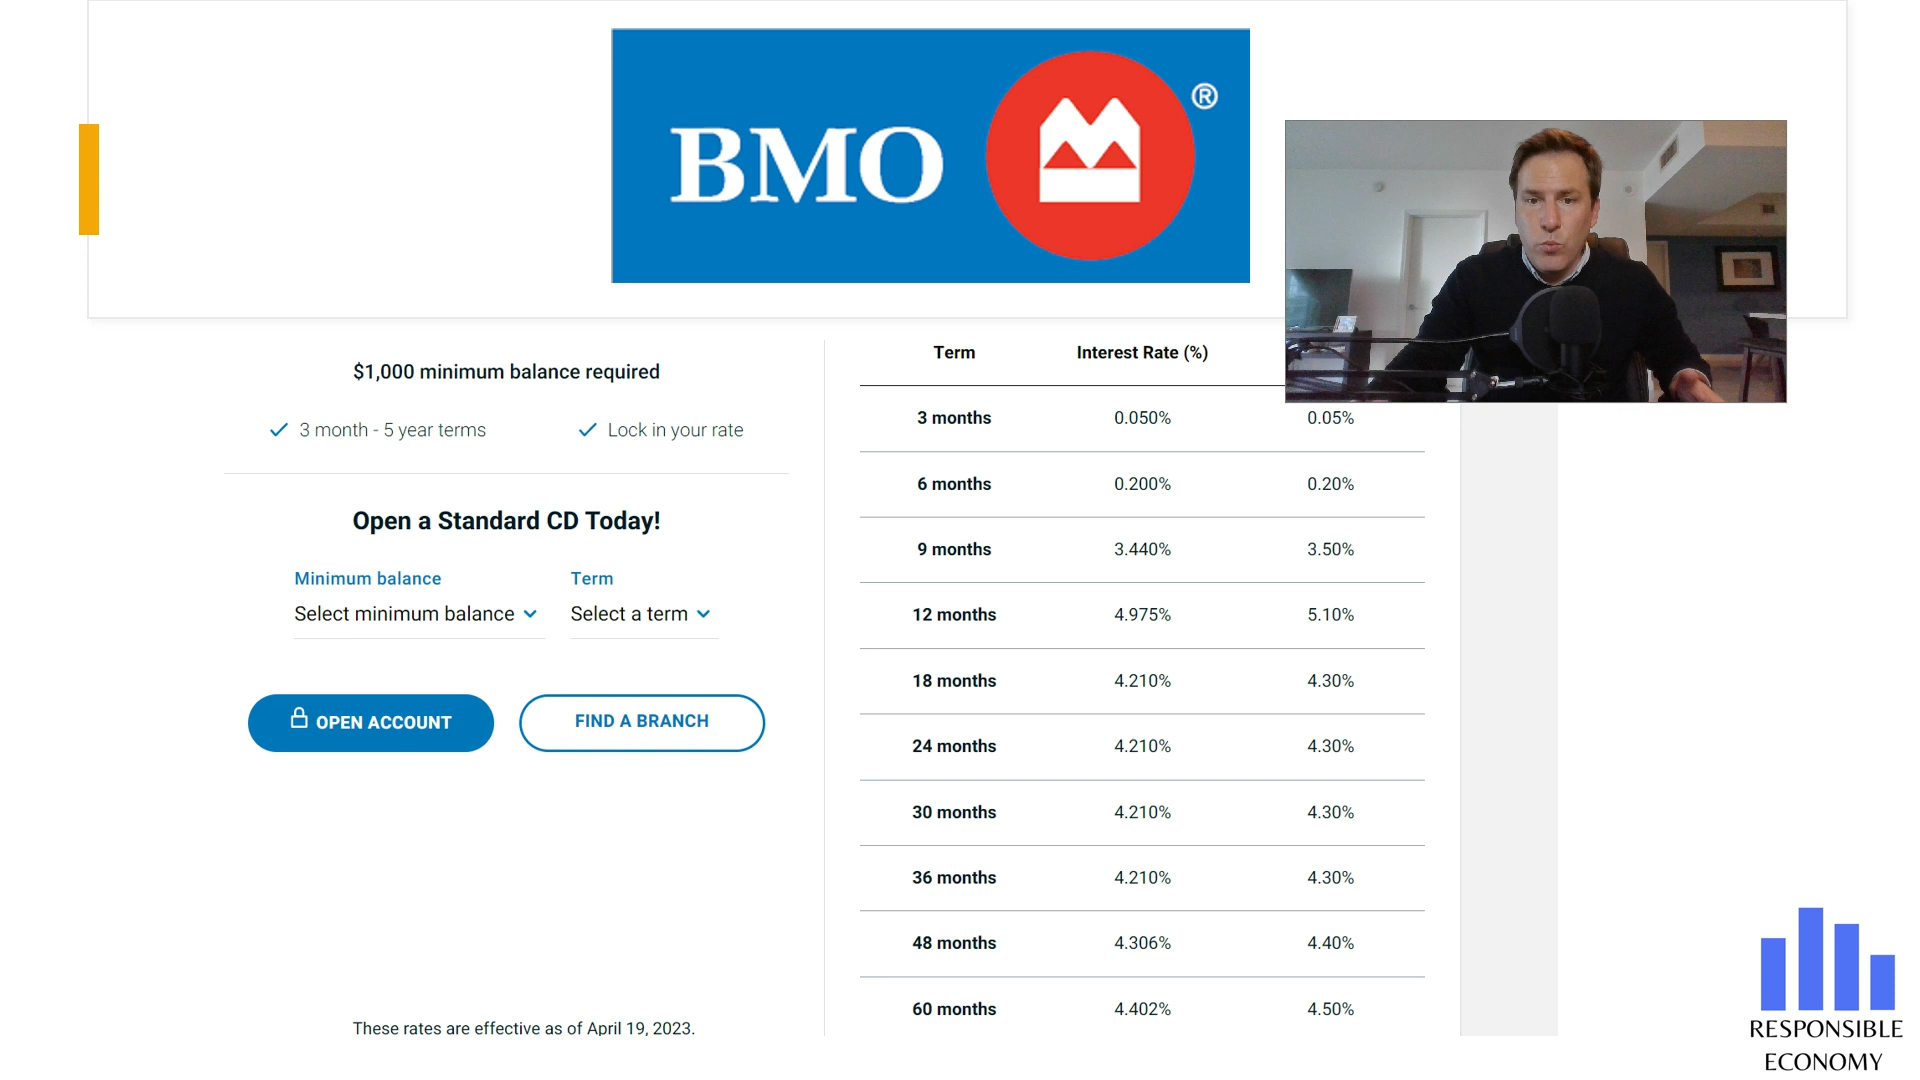 BMO ®
$1,000 minimum balance required
3 month - 5 year terms Lock in your rate
Open a Standard CD Today!
Minimum balance Term
Select minimum balance Select a term
OPEN ACCOUNT FIND A BRANCH
These rates are effective as of April 19, 2023.
Term Interest Rate (%)
3 months 0.050% 0.05%
6 months 0.200% 0.20%
9 months 3.440% 3.50%
12 months 4.975% 5.10%
18 months 4.210% 4.30%
24 months 4.210% 4.30%
30 months 4.210% 4.30%
36 months 4.210% 4.30%
48 months 4.306% 4.40%
60 months 4.402% 4.50%
RESPONSIBLE
ECONOMY